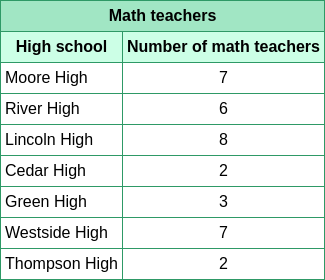 Math teachers
High school Number of math teachers
Moore High 7
River High 6
Lincoln High 8
Cedar High 2
Green High 3
Westside High 7
Thompson High 2